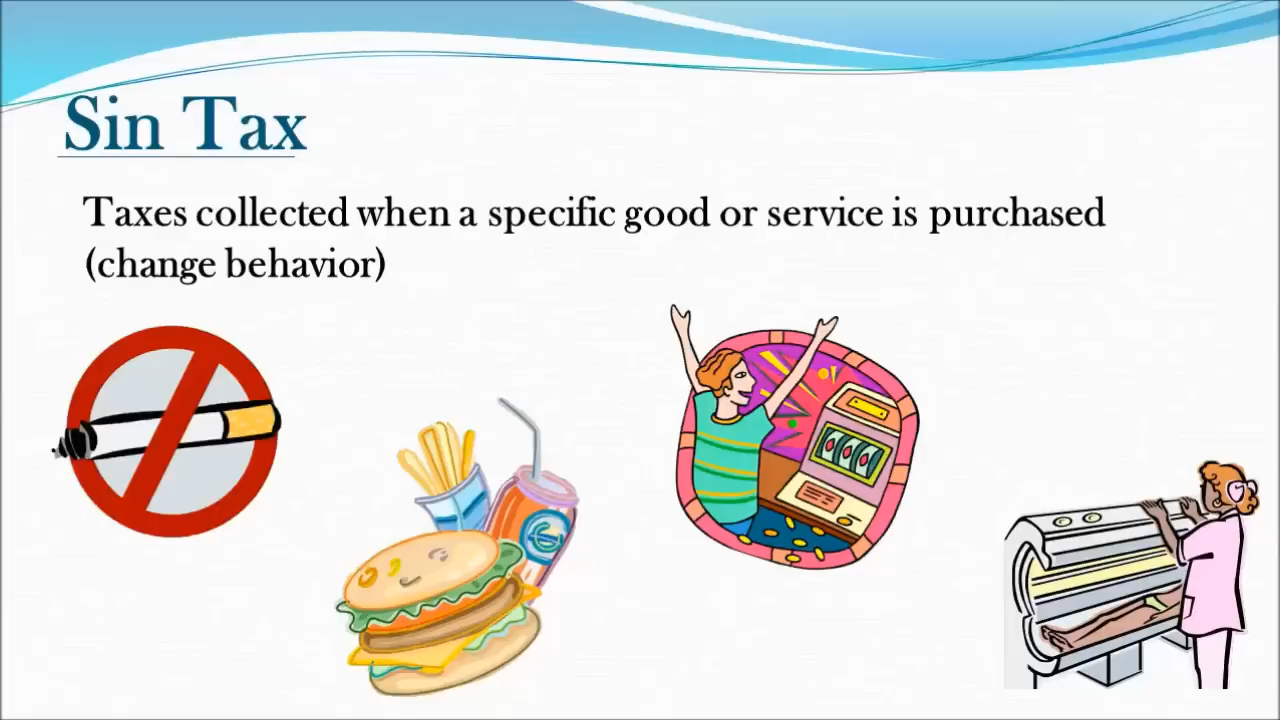 Sin Tax
Taxes collected when a specific good or service is purchased
(change behavior)